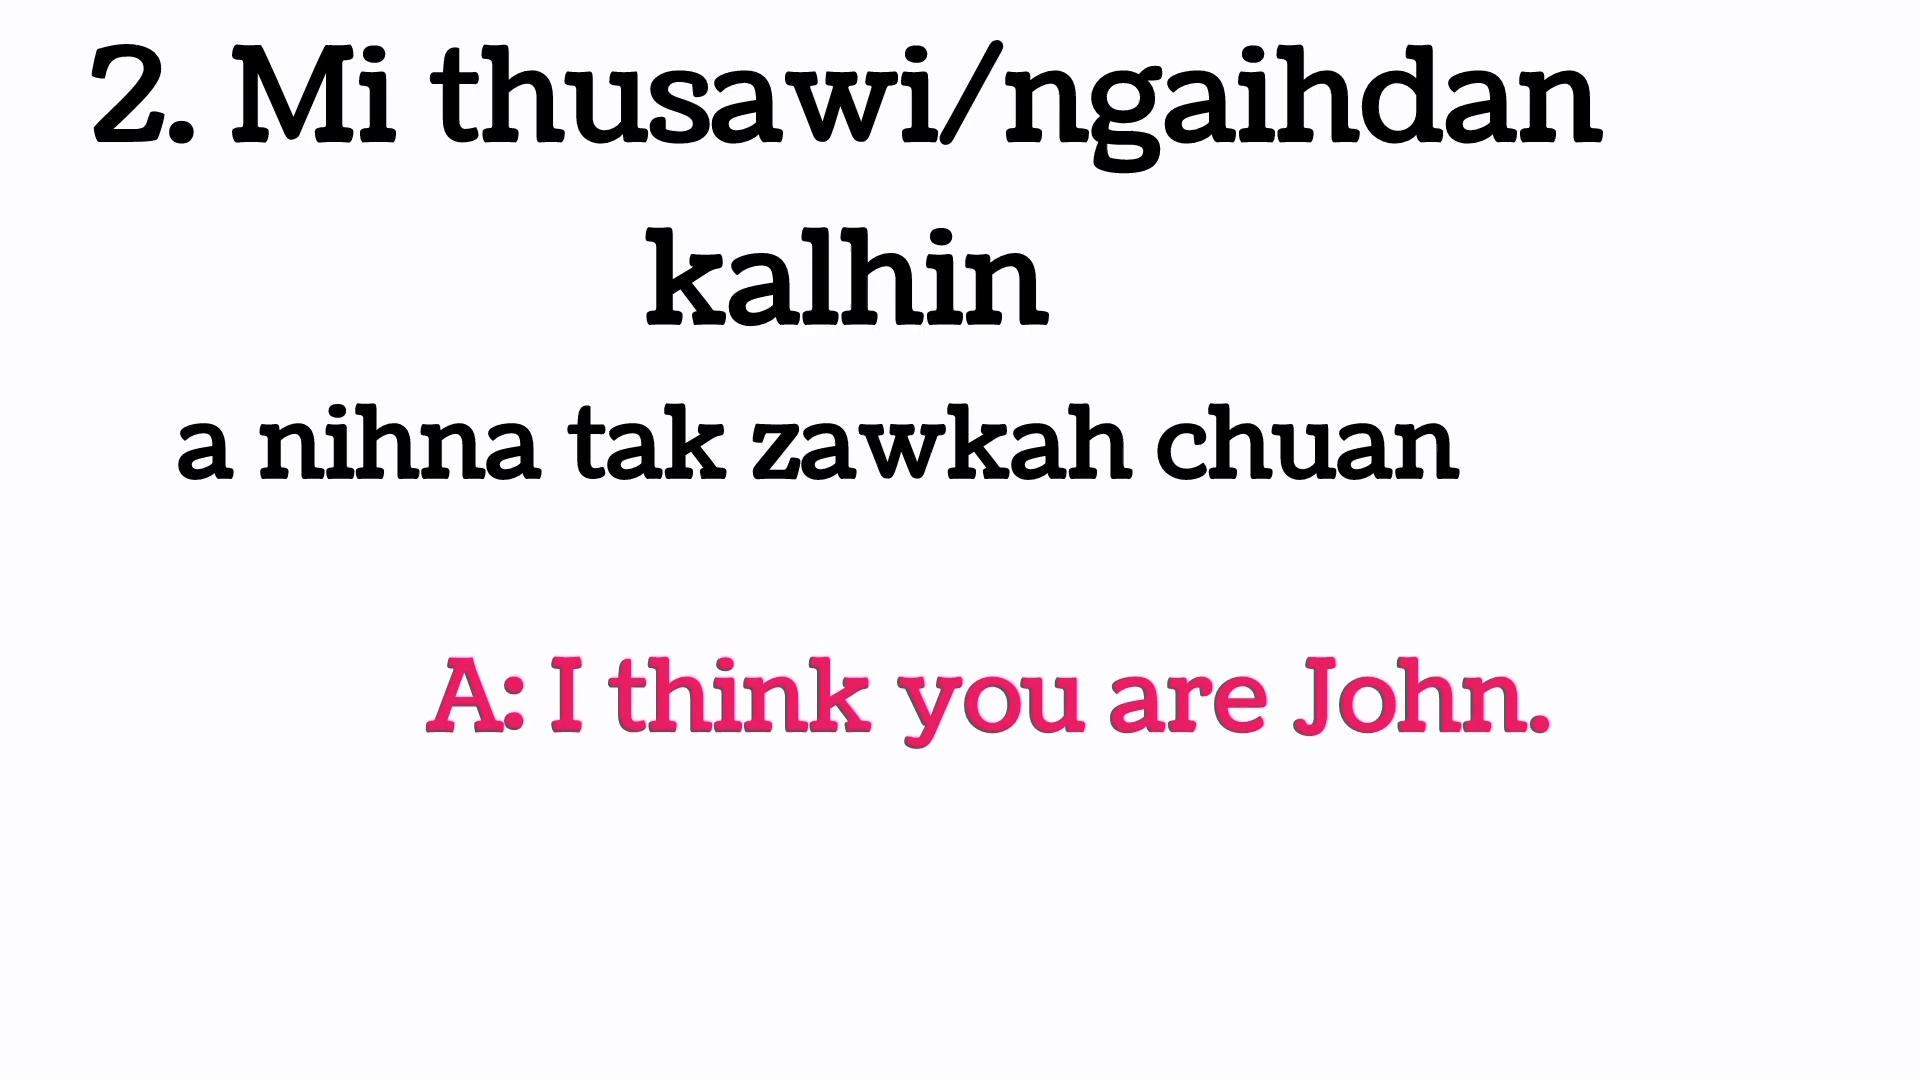 2. Mi thusawi/ngaihdan
kalhin
a nihna tak zawkah chuan
A: I think you are John.